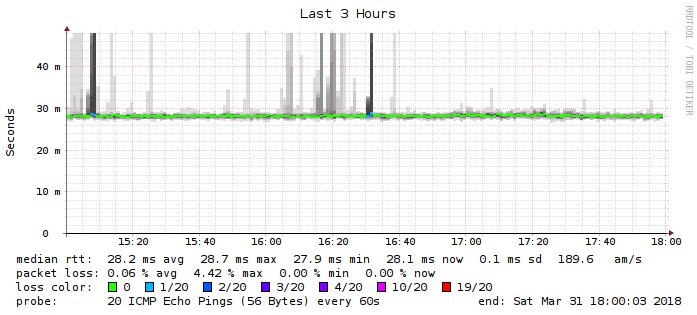 Last 3 Hours
RRDTOOL / TOBI OETIKER
Seconds
40 m
30 m
20 m
10 m
0
15:20 15:40 16:00 16:20 16:40 17:00 17:20 17:40 18:00
median rtt: 28.2 ms avg 28.7 ms max 27.9 ms min 28.1 ms now 0.1 ms sd 189.6 am/s
packet loss: 0.06 % avg 4.42 % max 0.00 % min 0.00 % now
loss color: 0 1/20 2/20 3/20 4/20 10/20 19/20
probe: 20 ICMP Echo Pings (56 Bytes) every 60s end: Sat Mar 31 18:00:03 2018